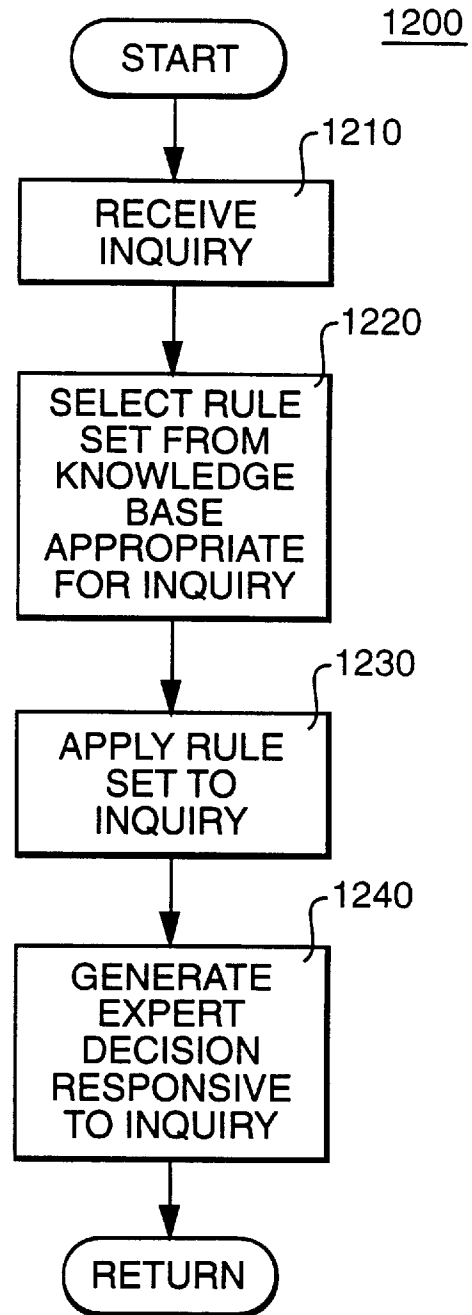 1200
START
1210
RECEIVE
INQUIRY
1220
SELECT RULE
SET FROM
KNOWLEDGE
BASE
APPROPRIATE
FOR INQUIRY
1230
APPLY RULE
SET TO
INQUIRY
1240
GENERATE
EXPERT
DECISION
RESPONSIVE
TO INQUIRY
RETURN